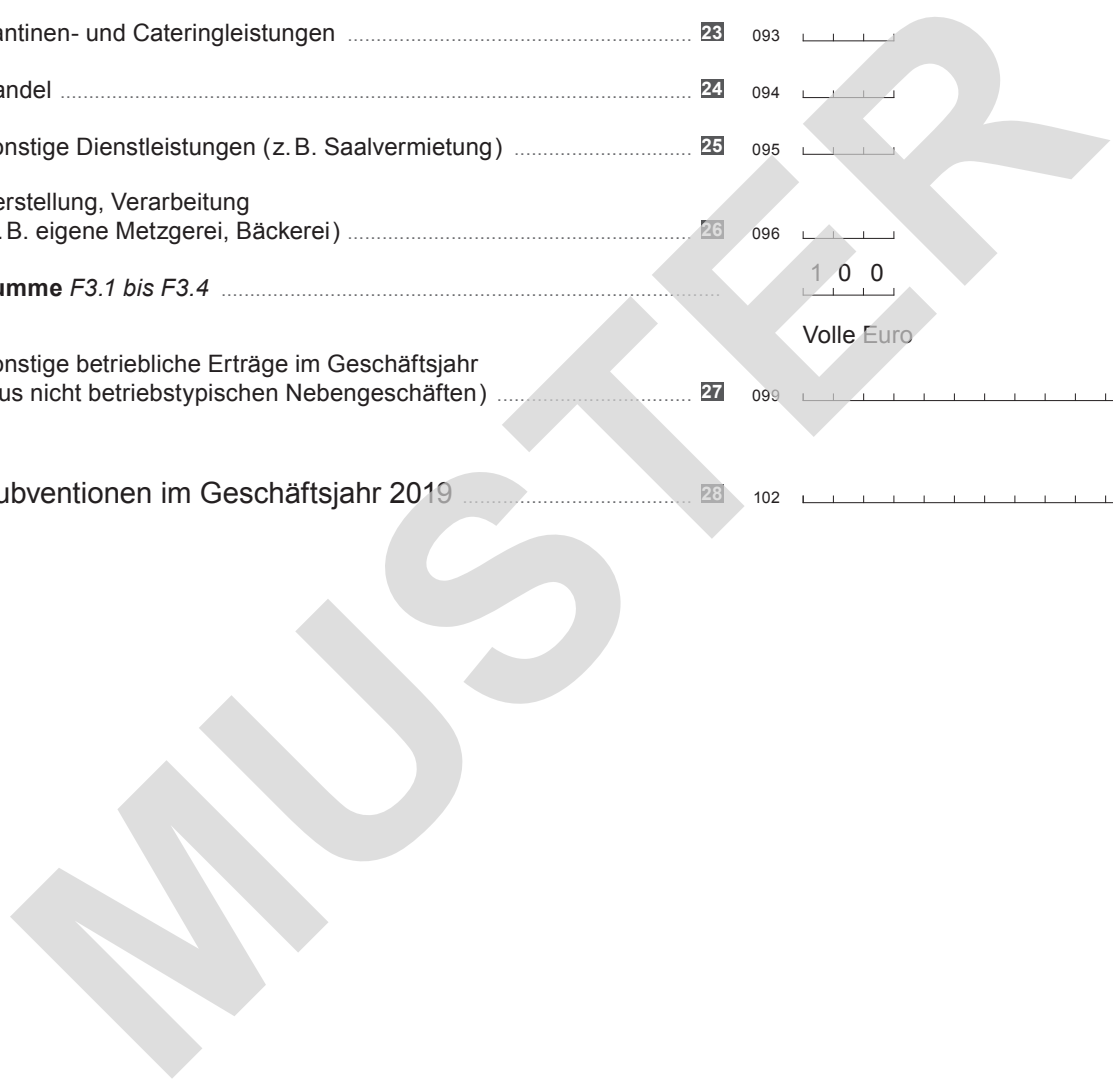 antinen- und Cateringleistungen 23 093
andel 24 094
onstige Dienstleistungen (z. B. Saalvermietung) 25 095
erstellung, Verarbeitung
. B. eigene Metzgerei, Bäckerei) 26 096
umme F3.1 bis F3.4 1 0 0
Volle Euro
onstige betriebliche Erträge im Geschäftsjahr
us nicht betriebstypischen Nebengeschäften) 27 099
ubventionen im Geschäftsjahr 2019 28 102
MUSTER